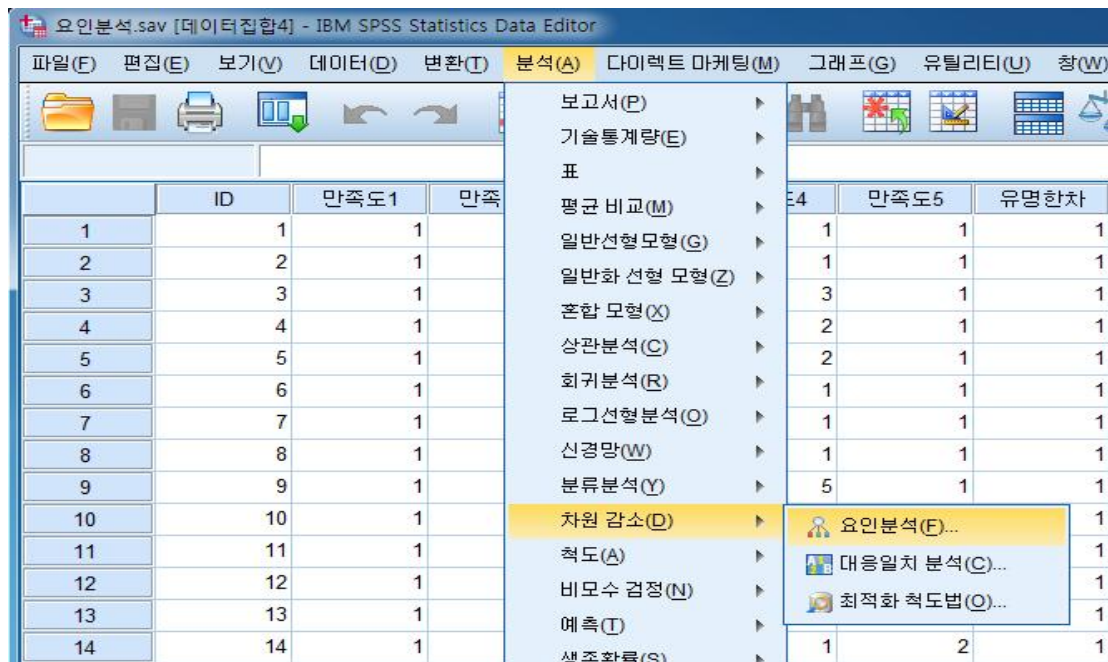 요인분석.sav [데이터집합4] - IBM SPSS Statistics Data Editor
파일(F) 편집(E) 보기(V) 데이터(D) 변환(T) 분석(A) 다이렉트 마케팅(M) 그래프(G) 유틸리티(U) 창(W)
보고서(P)
기술통계량(E)
표
평균 비교(M)
일반선형모형(G)
일반화 선형 모형(Z)
혼합 모형(X)
상관분석(C)
회귀분석(R)
로그선형분석(O)
신경망(W)
분류분석(Y)
차원 감소(D)
척도(A)
비모수 검정(N)
예측(T)
생존확률(S)
요인분석(F)...
대응일치 분석(C)...
최적화 척도법(O)...
ID 만족도1 만족 도4 만족도5 유명한차
1 1 1 1 1 1
2 2 1 1 1 1
3 3 1 3 1 1
4 4 1 2 1 1
5 5 1 2 1 1
6 6 1 1 1 1
7 7 1 1 1 1
8 8 1 1 1 1
9 9 1 5 1 1
10 10 1 1
11 11 1 1
12 12 1 1
13 13 1 1
14 14 1 1 2 1